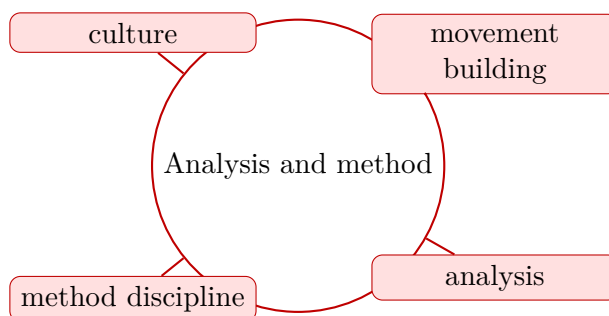 culture
movement
building
Analysis and method
method discipline
analysis